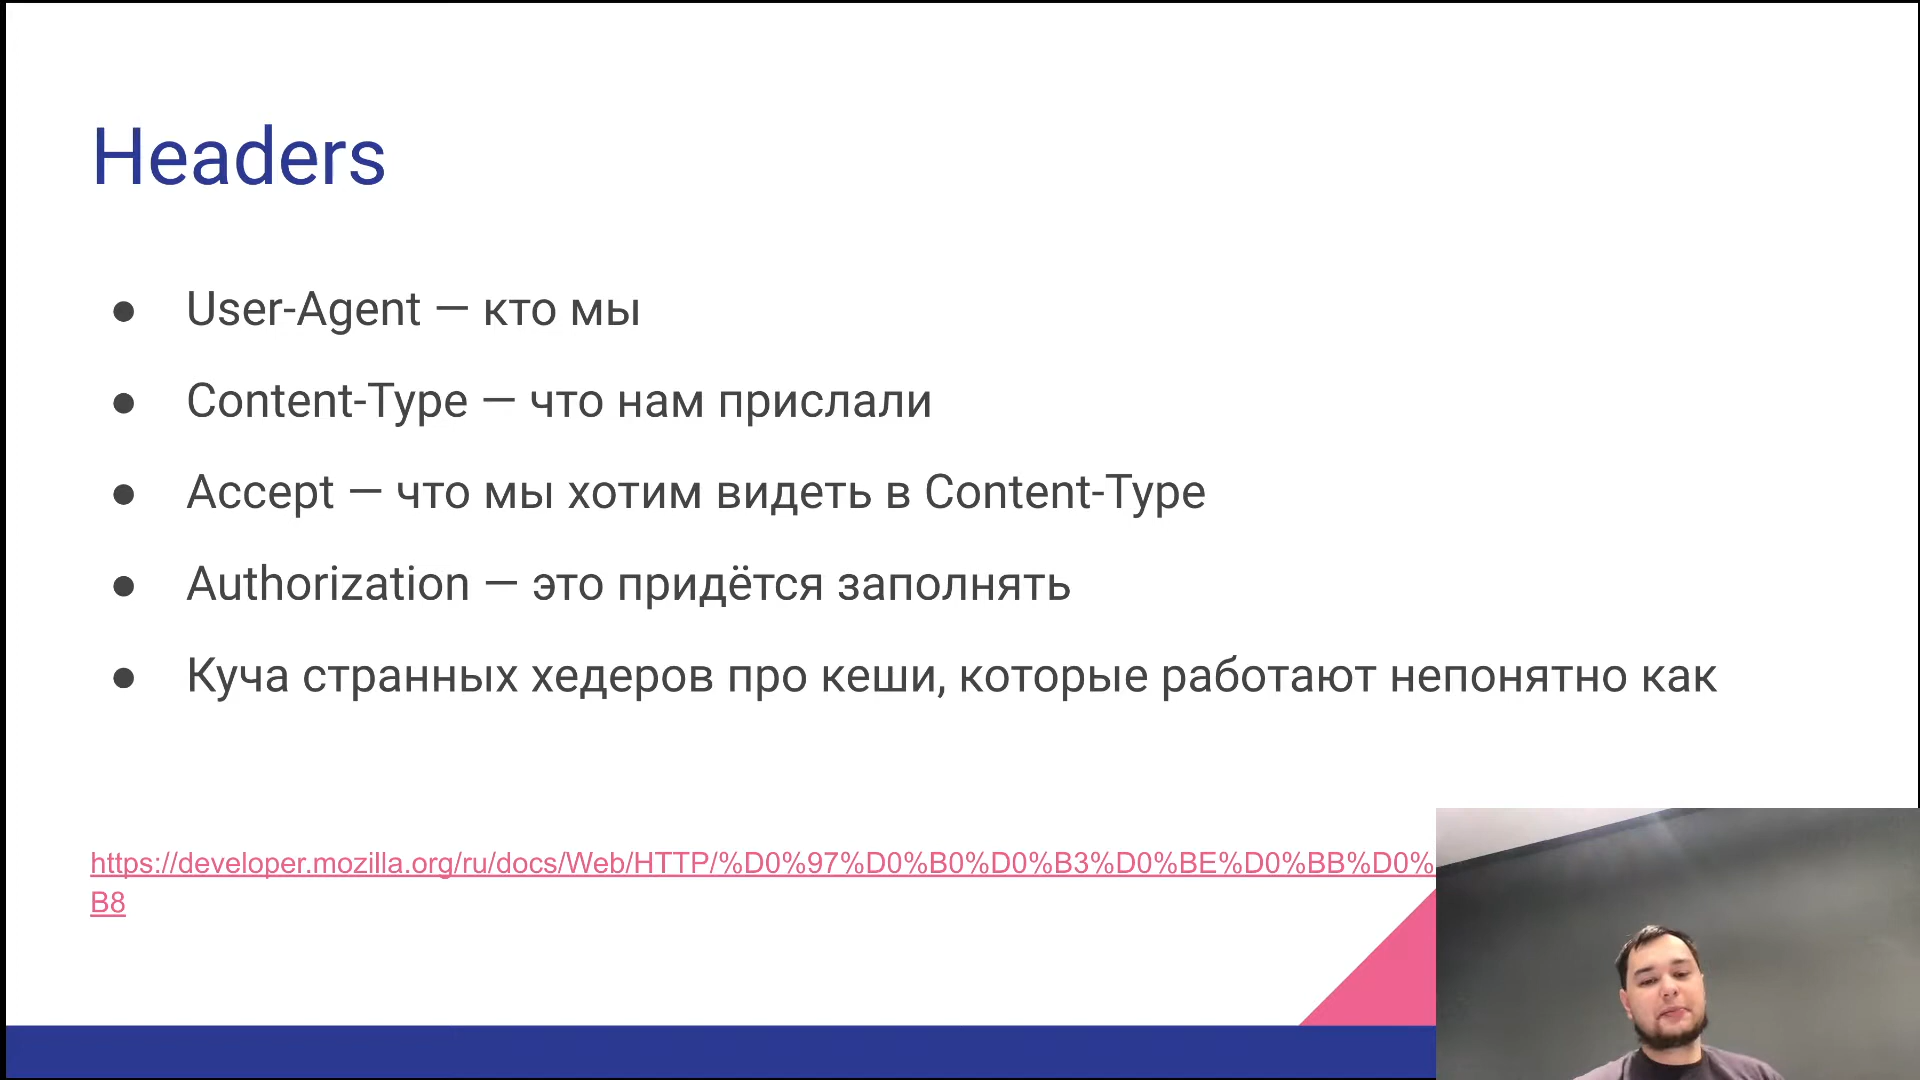 Headers
● User-Agent — кто мы
● Content-Type — что нам прислали
● Accept — что мы хотим видеть в Content-Type
● Authorization — это придётся заполнять
● Куча странных хедеров про кеши, которые работают непонятно как
https://developer.mozilla.org/ru/docs/Web/HTTP/%D0%97%D0%B0%D0%B3%D0%BE%D0%BB%D0%
B8